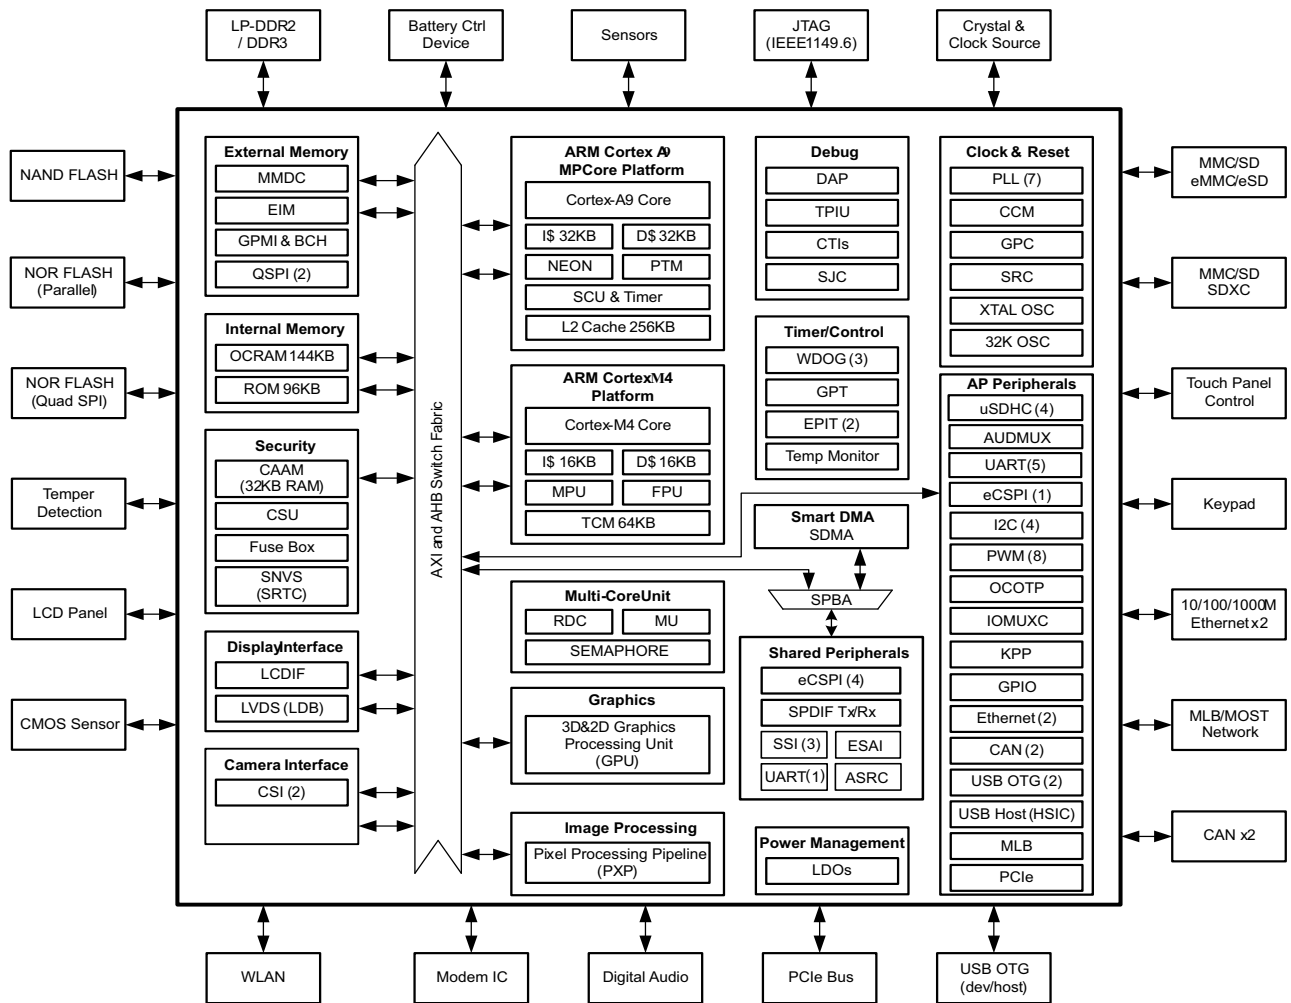 LP-DDR2
/ DDR3
Battery Ctrl
Device
Sensors
JTAG
(IEEE1149.6)
Crystal &
Clock Source
NAND FLASH
NOR FLASH
(Parallel)
NOR FLASH
(Quad SPI)
Temper
Detection
LCD Panel
CMOS Sensor
External Memory
MMDC
EIM
GPMI & BCH
QSPI (2)
Internal Memory
OCRAM 144KB
ROM 96KB
Security
CAAM
(32KB RAM)
CSU
Fuse Box
SNVS
(SRTC)
Display Interface
LCDIF
LVDS (LDB)
Camera Interface
CSI (2)
AXI and AHB Switch Fabric
ARM Cortex A9
MPCore Platform
Cortex-A9 Core
I$ 32KB
D$ 32KB
NEON
PTM
SCU & Timer
L2 Cache 256KB
ARM Cortex M4
Platform
Cortex-M4 Core
I$ 16KB
D$ 16KB
MPU
FPU
TCM 64KB
Multi-Core Unit
RDC
MU
SEMAPHORE
Graphics
3D&2D Graphics
Processing Unit
(GPU)
Image Processing
Pixel Processing Pipeline
(PXP)
Debug
DAP
TPIU
CTIs
SJC
Timer/Control
WDOG (3)
GPT
EPIT (2)
Temp Monitor
Smart DMA
SDMA
SPBA
Shared Peripherals
eCSPI (4)
SPDIF Tx/Rx
SSI (3)
ESAI
UART(1)
ASRC
Power Management
LDOs
Clock & Reset
PLL (7)
CCM
GPC
SRC
XTAL OSC
32K OSC
AP Peripherals
uSDHC (4)
AUDMUX
UART(5)
eCSPI (1)
I2C (4)
PWM (8)
OCOTP
IOMUXC
KPP
GPIO
Ethernet (2)
CAN (2)
USB OTG (2)
USB Host (HSIC)
MLB
PCIe
MMC/SD
eMMC/eSD
MMC/SD
SDXC
Touch Panel
Control
Keypad
10/100/1000M
Ethernet x2
MLB/MOST
Network
CAN x2
WLAN
Modem IC
Digital Audio
PCIe Bus
USB OTG
(dev/host)